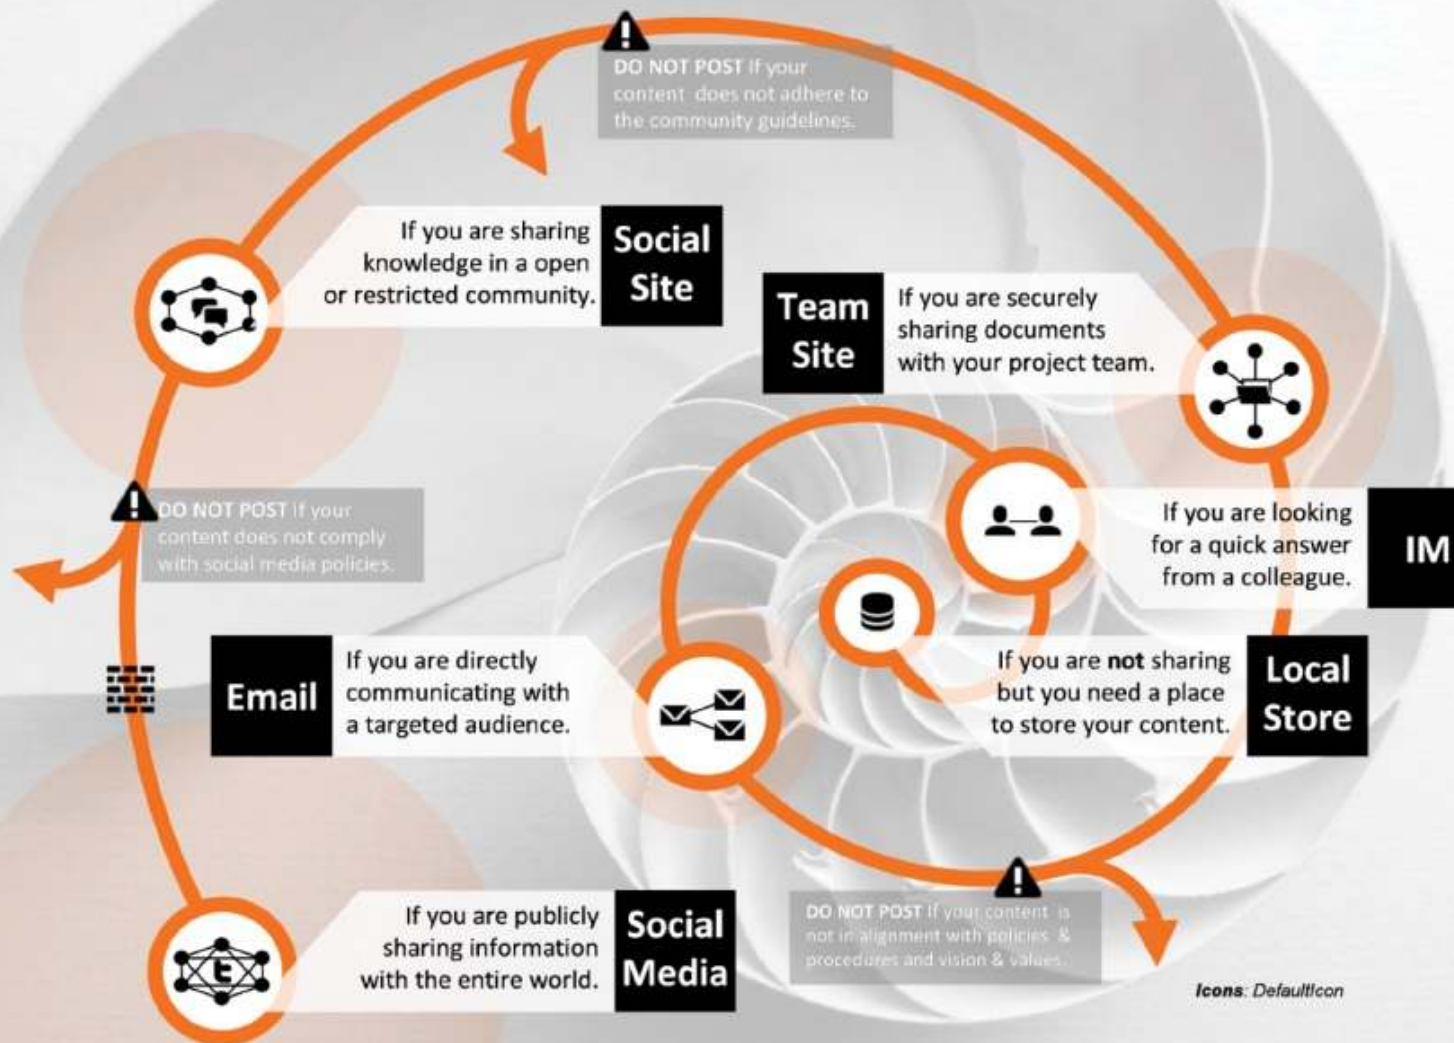 DO NOT POST If your
content does not adhere to
the community guidelines.
If you are sharing
knowledge in a open
or restricted community.
Social
Site
Team
Site
If you are securely
sharing documents
with your project team.
DO NOT POST If your
content does not comply
with social media policies.
If you are looking
for a quick answer
from a colleague.
IM
Email
If you are directly
communicating with
a targeted audience.
If you are not sharing
but you need a place
to store your content.
Local
Store
If you are publicly
sharing information
with the entire world.
Social
Media
t
DO NOT POST If your content is
not in alignment with policies &
procedures and vision & values.
Icons: DefaultIcon